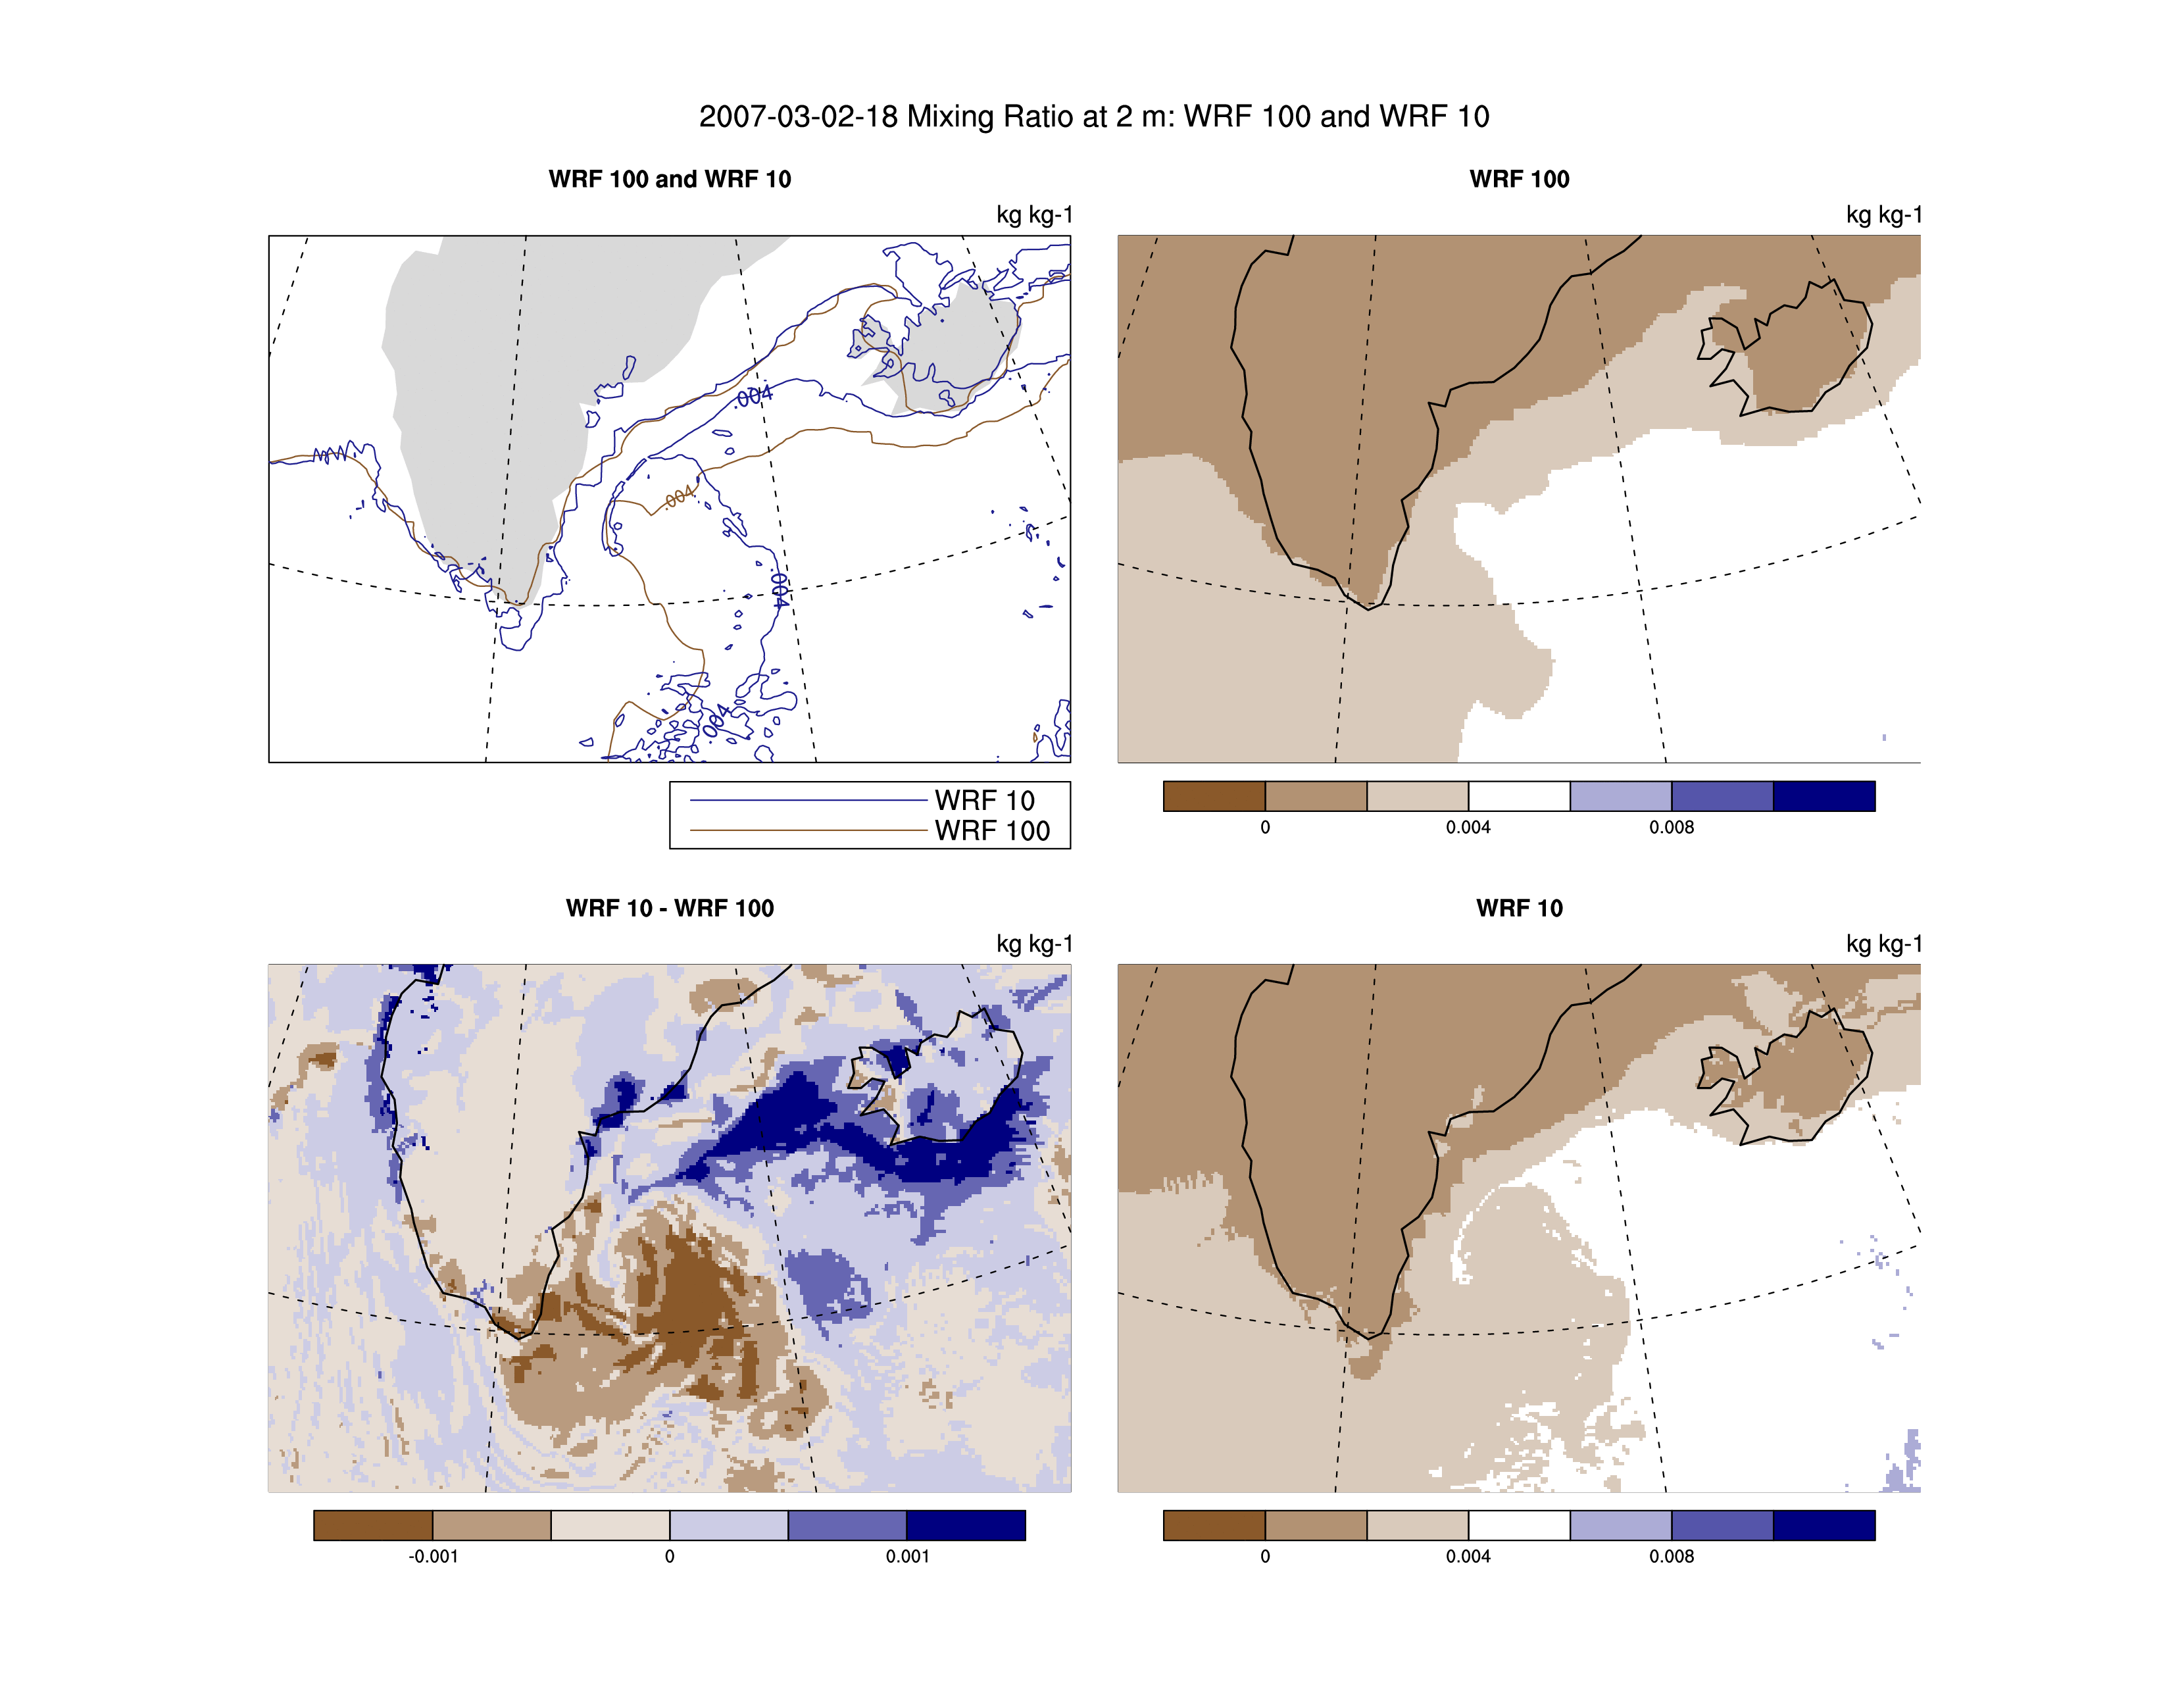 2007-03-02-18 Mixing Ratio at 2 m: WRF 100 and WRF 10
WRF 100 and WRF 10
kg kg-1
.004
.004
.004
.004
WRF 10
WRF 100
WRF 100
kg kg-1
0
0.004
0.008
WRF 10 - WRF 100
kg kg-1
-0.001
0
0.001
WRF 10
kg kg-1
0
0.004
0.008